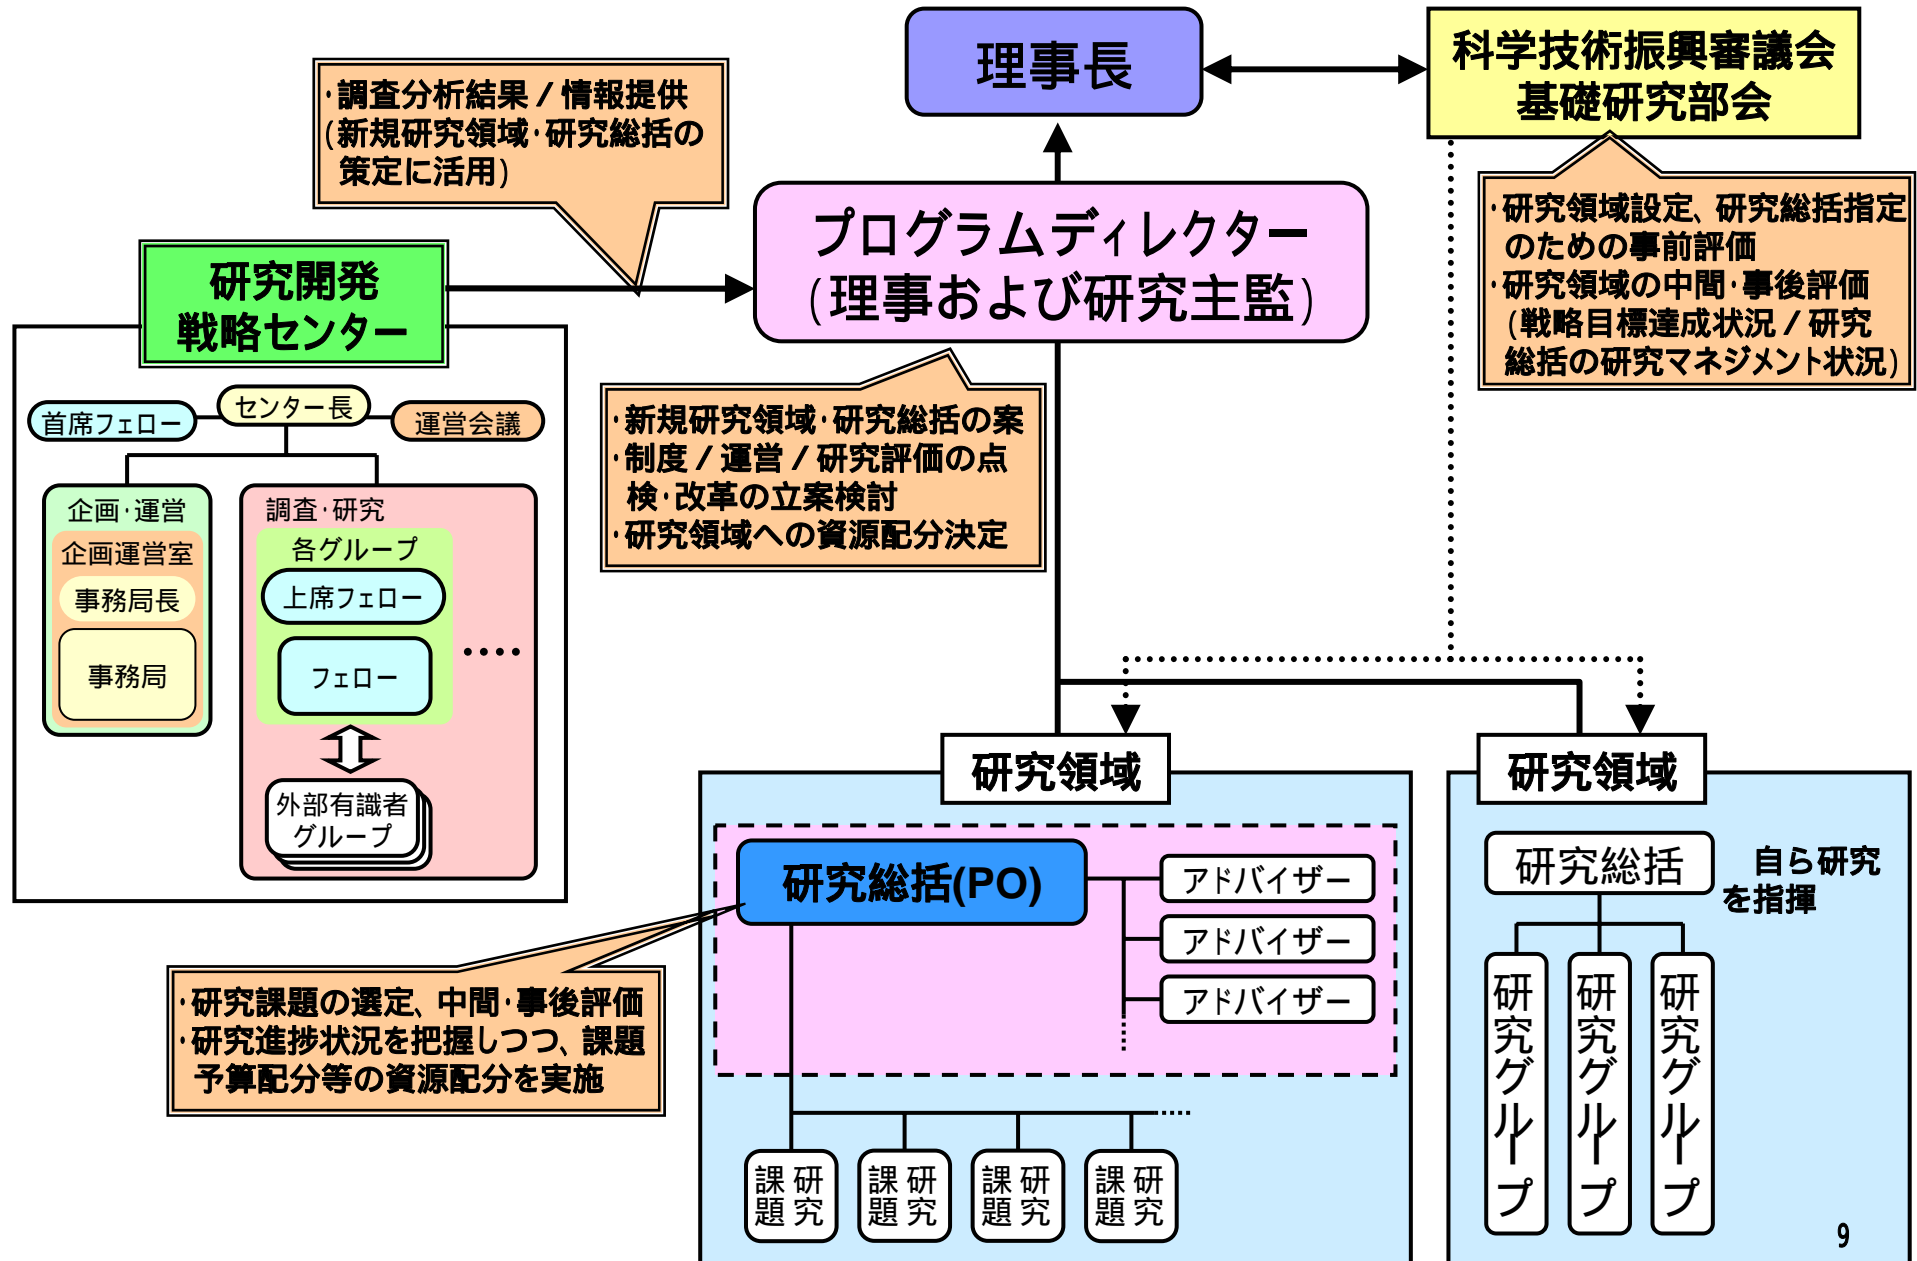 理事長
科学技術振興審議会
基礎研究部会
･調査分析結果／情報提供
(新規研究領域･研究総括の
策定に活用)
･研究領域設定、研究総括指定
のための事前評価
･研究領域の中間･事後評価
(戦略目標達成状況／研究
総括の研究マネジメント状況)
プログラムディレクター
(理事および研究主監)
研究開発
戦略センター
･新規研究領域･研究総括の案
･制度／運営／研究評価の点
検･改革の立案検討
･研究領域への資源配分決定
首席フェロー
センター長
運営会議
企画･運営
企画運営室
事務局長
事務局
調査･研究
各グループ
上席フェロー
フェロー
････
外部有識者
グループ
研究領域
研究総括(PO)
アドバイザー
アドバイザー
アドバイザー
･研究課題の選定、中間･事後評価
･研究進捗状況を把握しつつ、課題
予算配分等の資源配分を実施
研究
課題
研究
課題
研究
課題
研究
課題
研究領域
研究総括
自ら研究
を指揮
研究グループ
研究グループ
研究グループ
9